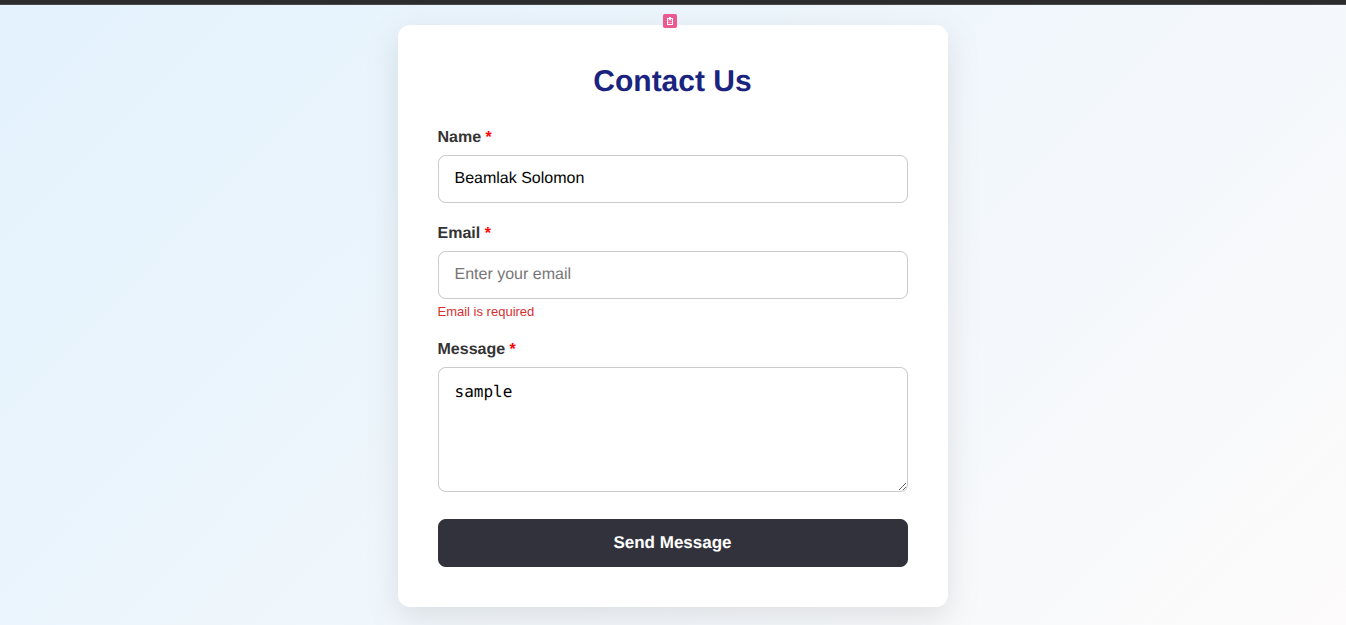 Contact Us
Name *
Beamlak Solomon
Email *
Enter your email
Email is required
Message *
sample
Send Message